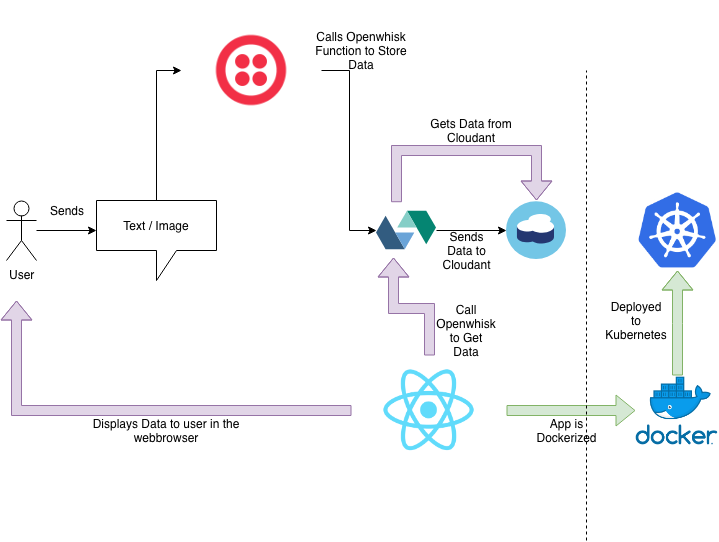 Calls Openwhisk
Function to Store
Data
Gets Data from
Cloudant
Sends
Text / Image
User
Sends
Data to
Cloudant
Call
Openwhisk
to Get
Data
Deployed
to
Kubernetes
Displays Data to user in the
webbrowser
App is
Dockerized
docker